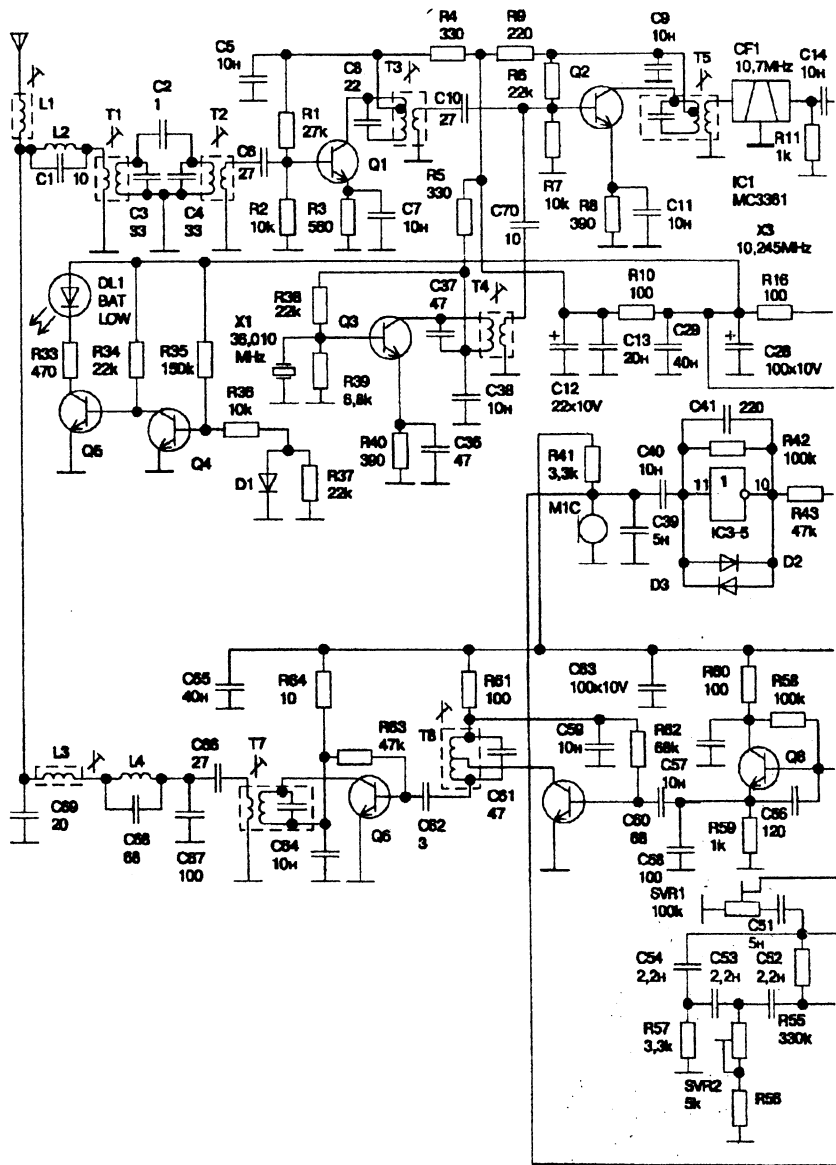 R4
330
R9
220
C9
10н
C5
10н
C8
22
T3
R6
22k
Q2
T5
CF1
10,7MHz
C14
10н
C2
1
L1
T1
T2
L2
R1
27k
C10
27
C6
27
Q1
R5
330
R11
1k
C1
10
C3
33
C4
33
R2
10k
R3
560
C7
10н
C70
10
R7
10k
R8
390
C11
10н
IC1
MC3361
X3
10,245MHz
DL1
BAT
LOW
R38
22k
C37
47
T4
R10
100
R16
100
X1
36,010
MHz
Q3
R33
470
R34
22k
R35
150k
R36
10k
R39
6,8k
C38
10н
C12
22x10V
C13
20н
C29
40н
C28
100x10V
Q5
Q4
R40
390
C35
47
D1
R37
22k
R41
3,3k
C40
10н
C41
220
R42
100k
11
1
10
M1C
C39
5н
IC3-5
R43
47k
D3
D2
C65
40н
R64
10
R61
100
C63
100x10V
R60
100
R58
100k
L3
L4
C66
27
T7
R63
47k
T6
C59
10н
R62
68k
Q8
C57
10н
C69
20
C68
68
C67
100
C64
10н
Q6
C62
3
C61
47
C60
68
C58
100
R59
1k
C56
120
SVR1
100k
C51
5н
C54
2,2н
C53
2,2н
C52
2,2н
R57
3,3k
R55
330k
SVR2
5k
R56